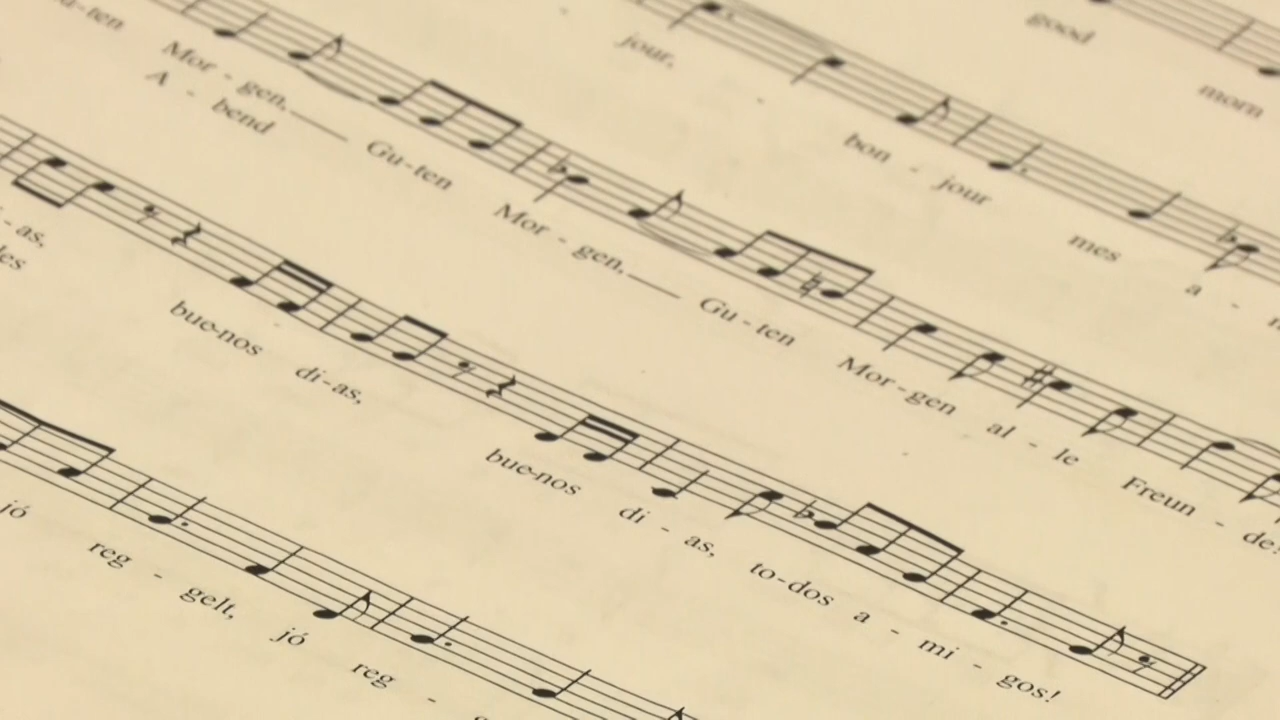 good morn
jour, bon - jour mes a -
Mor - gen, Gu - ten Mor - gen, Gu - ten Mor - gen al - le Freun - de!
A - bend
- as, bue-nos di-as, bue-nos di - as, to-dos a - mi - gos!
jó reg - gelt, jó reg -